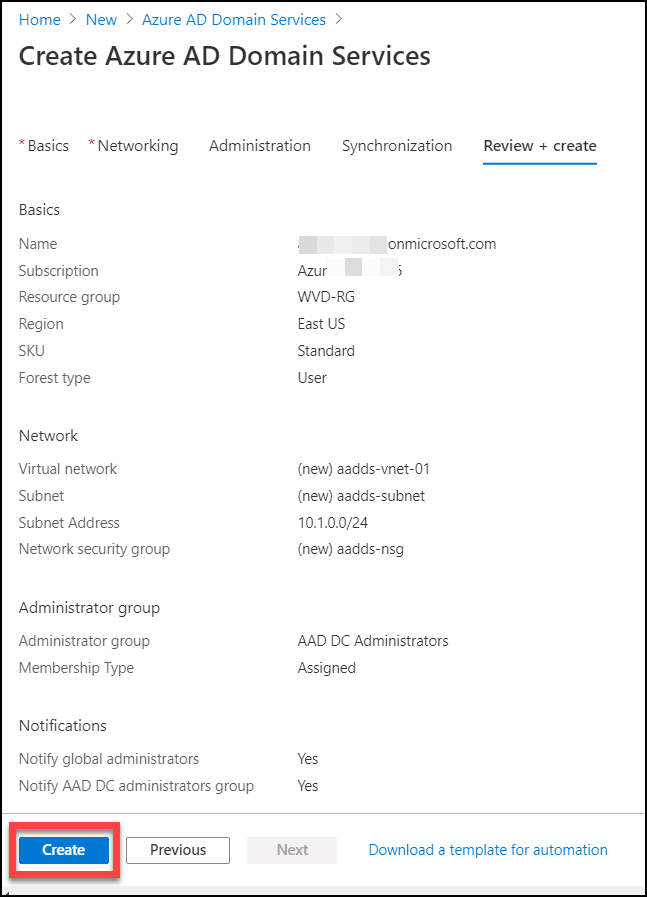 Home > New > Azure AD Domain Services >
Create Azure AD Domain Services
* Basics * Networking Administration Synchronization Review + create
Basics
Name onmicrosoft.com
Subscription Azur
Resource group WVD-RG
Region East US
SKU Standard
Forest type User
Network
Virtual network (new) aadds-vnet-01
Subnet (new) aadds-subnet
Subnet Address 10.1.0.0/24
Network security group (new) aadds-nsg
Administrator group
Administrator group AAD DC Administrators
Membership Type Assigned
Notifications
Notify global administrators Yes
Notify AAD DC administrators group Yes
Create Previous Next Download a template for automation